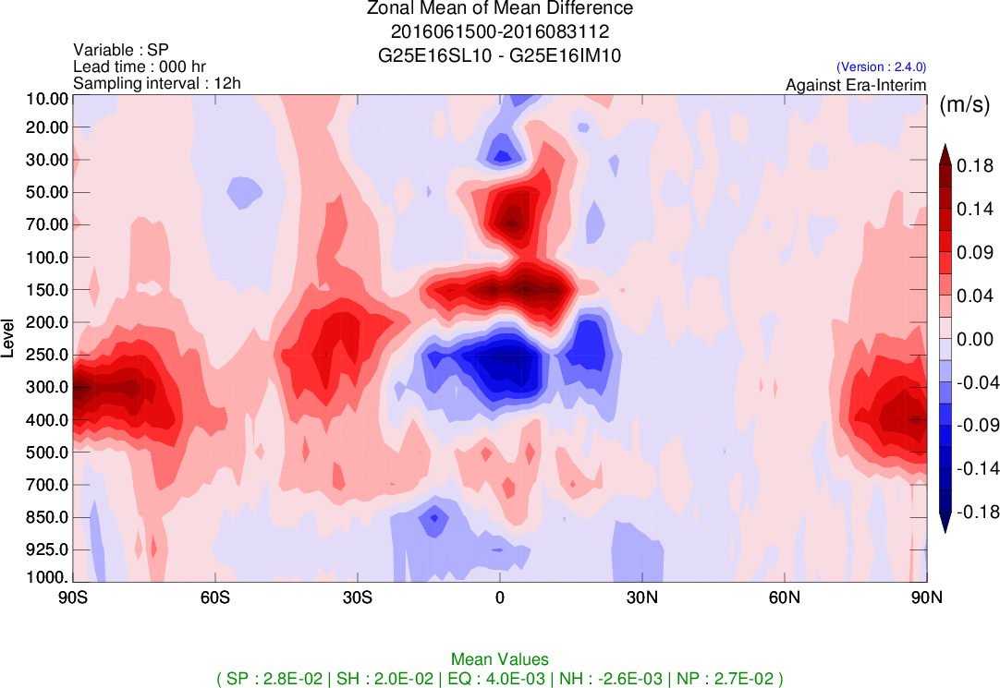 Zonal Mean of Mean Difference
2016061500-2016083112
G25E16SL10 - G25E16IM10
Variable : SP
Lead time : 000 hr
Sampling interval : 12h
(Version : 2.4.0)
Against Era-Interim
(m/s)
Level
10.00
20.00
30.00
50.00
70.00
100.0
150.0
200.0
250.0
300.0
400.0
500.0
700.0
850.0
925.0
1000.
90S
60S
30S
0
30N
60N
90N
0.18
0.14
0.09
0.04
0.00
-0.04
-0.09
-0.14
-0.18
Mean Values
( SP : 2.8E-02 | SH : 2.0E-02 | EQ : 4.0E-03 | NH : -2.6E-03 | NP : 2.7E-02 )